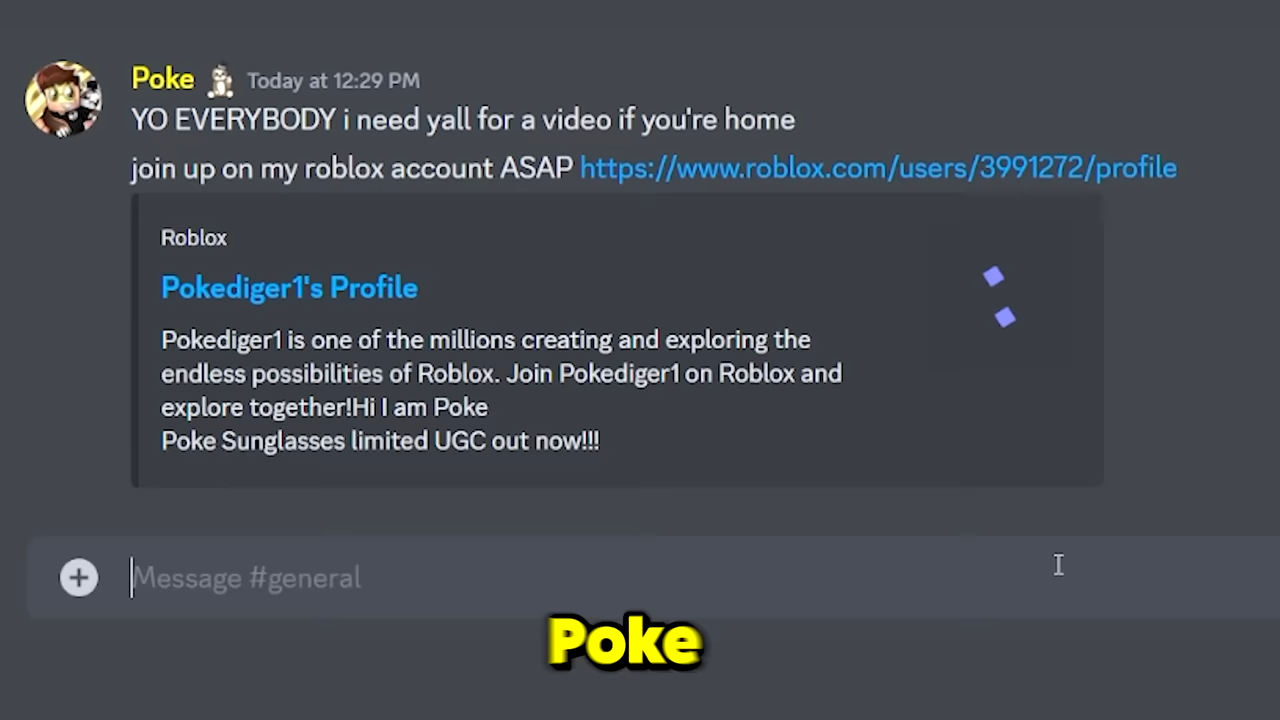 Poke Today at 12:29 PM
YO EVERYBODY i need yall for a video if you're home
join up on my roblox account ASAP https://www.roblox.com/users/3991272/profile
Roblox
Pokediger1's Profile
Pokediger1 is one of the millions creating and exploring the
endless possibilities of Roblox. Join Pokediger1 on Roblox and
explore together!Hi I am Poke
Poke Sunglasses limited UGC out now!!!
Message #general
Poke